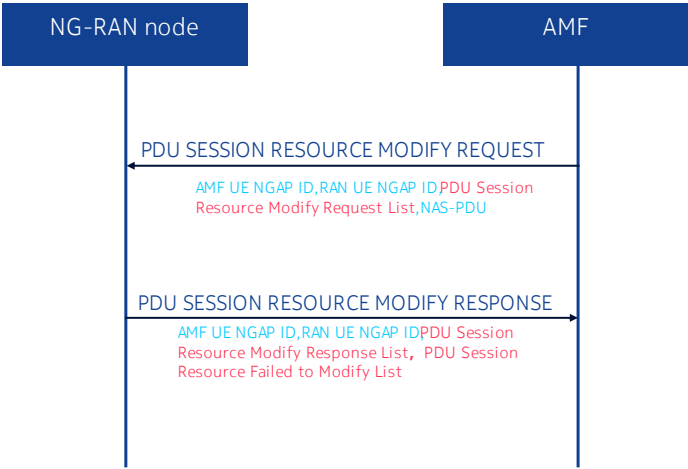 NG-RAN node
AMF
PDU SESSION RESOURCE MODIFY REQUEST
AMF UE NGAP ID,RAN UE NGAP ID,PDU Session
Resource Modify Request List,NAS-PDU
PDU SESSION RESOURCE MODIFY RESPONSE
AMF UE NGAP ID,RAN UE NGAP ID,PDU Session
Resource Modify Response List, PDU Session
Resource Failed to Modify List